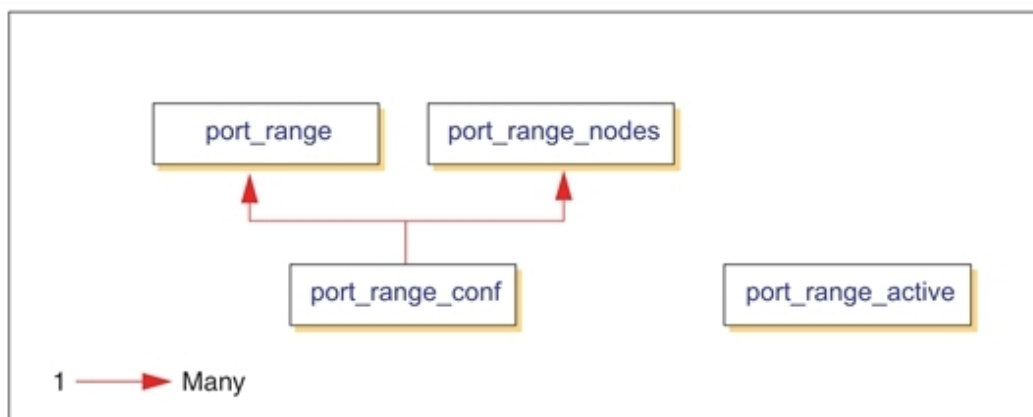 port_range
port_range_nodes
port_range_conf
port_range_active
1 Many